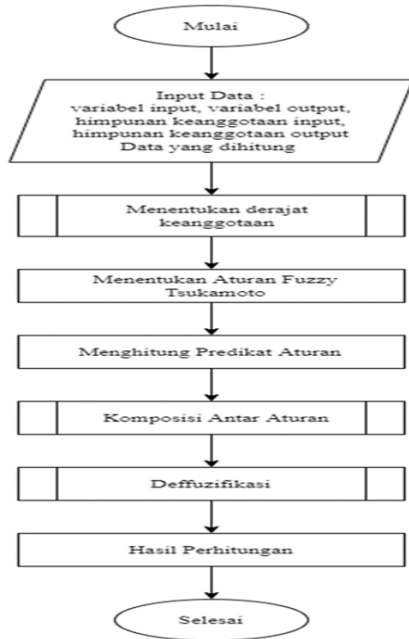 Mulai
Input Data :
variabel input, variabel output,
himpunan keanggotaan input,
himpunan keanggotaan output
Data yang dihitung
Menentukan derajat
keanggotaan
Menentukan Aturan Fuzzy
Tsukamoto
Menghitung Predikat Aturan
Komposisi Antar Aturan
Deffuzifikasi
Hasil Perhitungan
Selesai